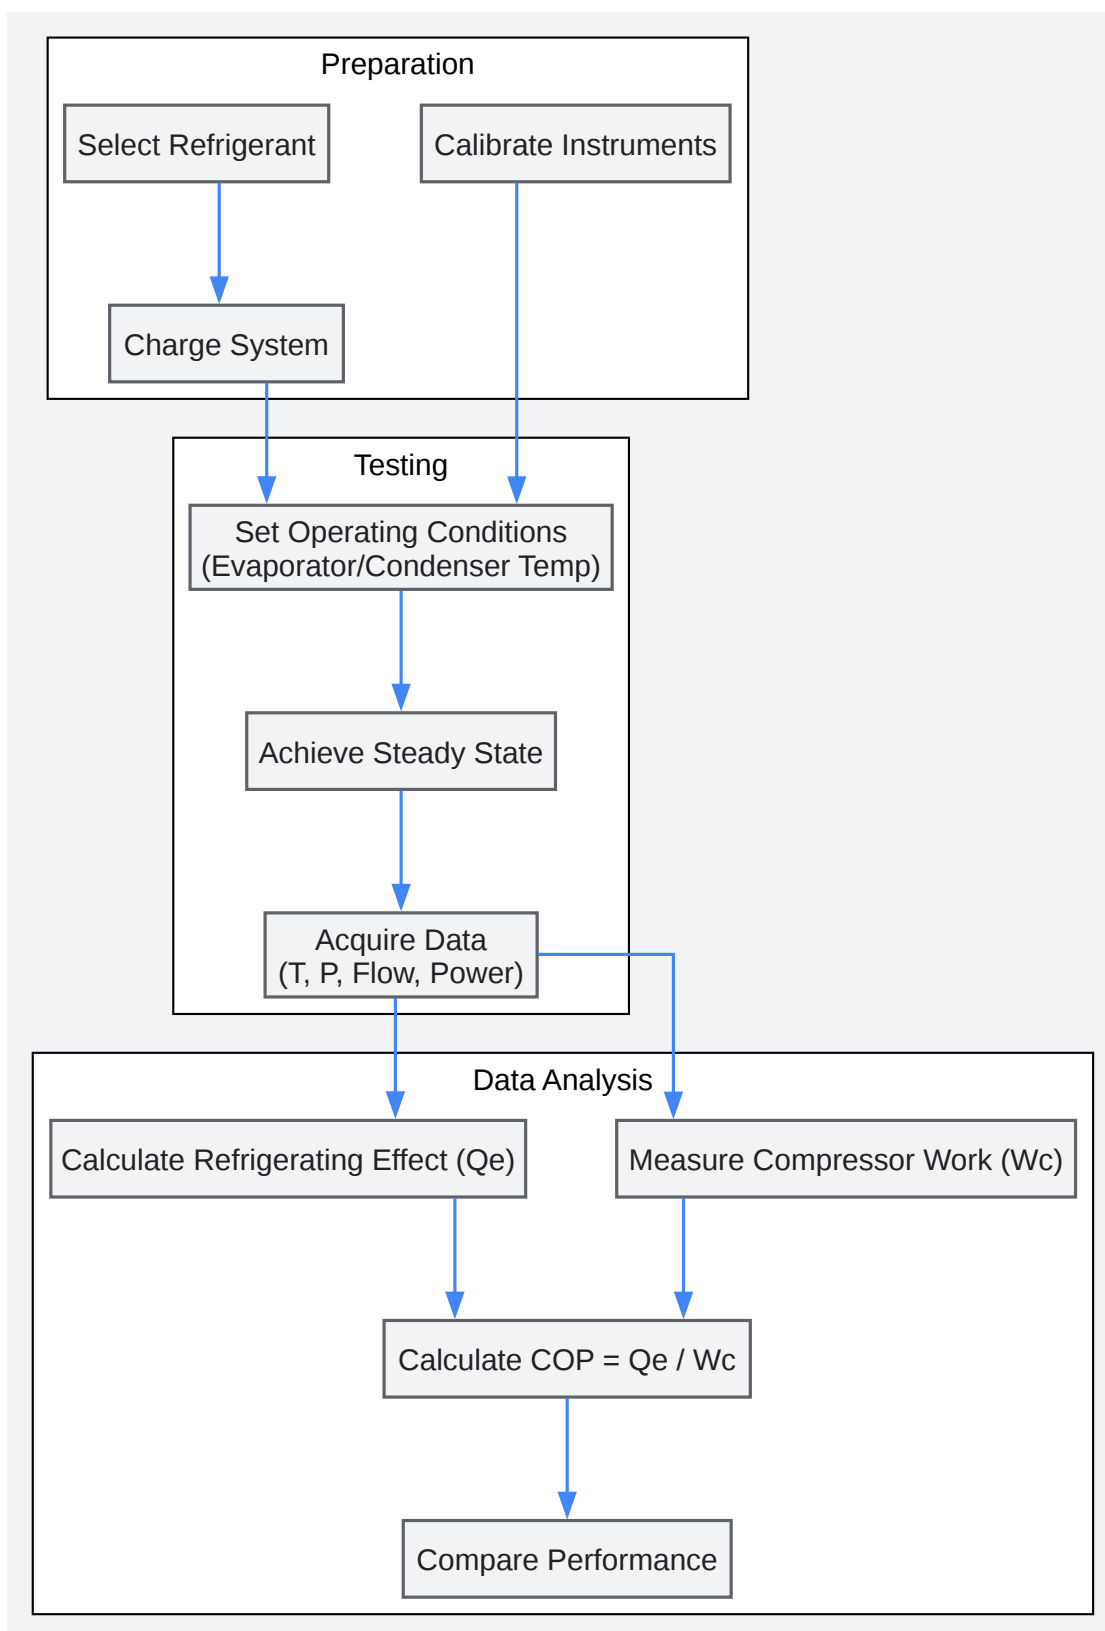 Preparation
Select Refrigerant
Calibrate Instruments
Charge System
Testing
Set Operating Conditions
(Evaporator/Condenser Temp)
Achieve Steady State
Acquire Data
(T, P, Flow, Power)
Data Analysis
Calculate Refrigerating Effect (Qe)
Measure Compressor Work (Wc)
Calculate COP = Qe / Wc
Compare Performance